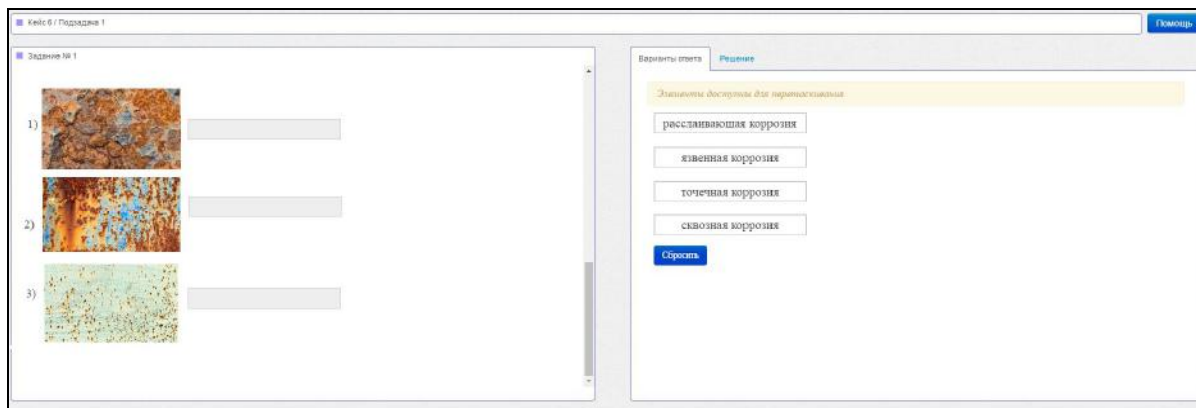 Кейс 6 / Подзадача 1
Помощь
Задание № 1
1)
2)
3)
Варианты ответа
Решение
Элементы доступны для перетаскивания
расслаивающая коррозия
язвенная коррозия
точечная коррозия
сквозная коррозия
Сбросить